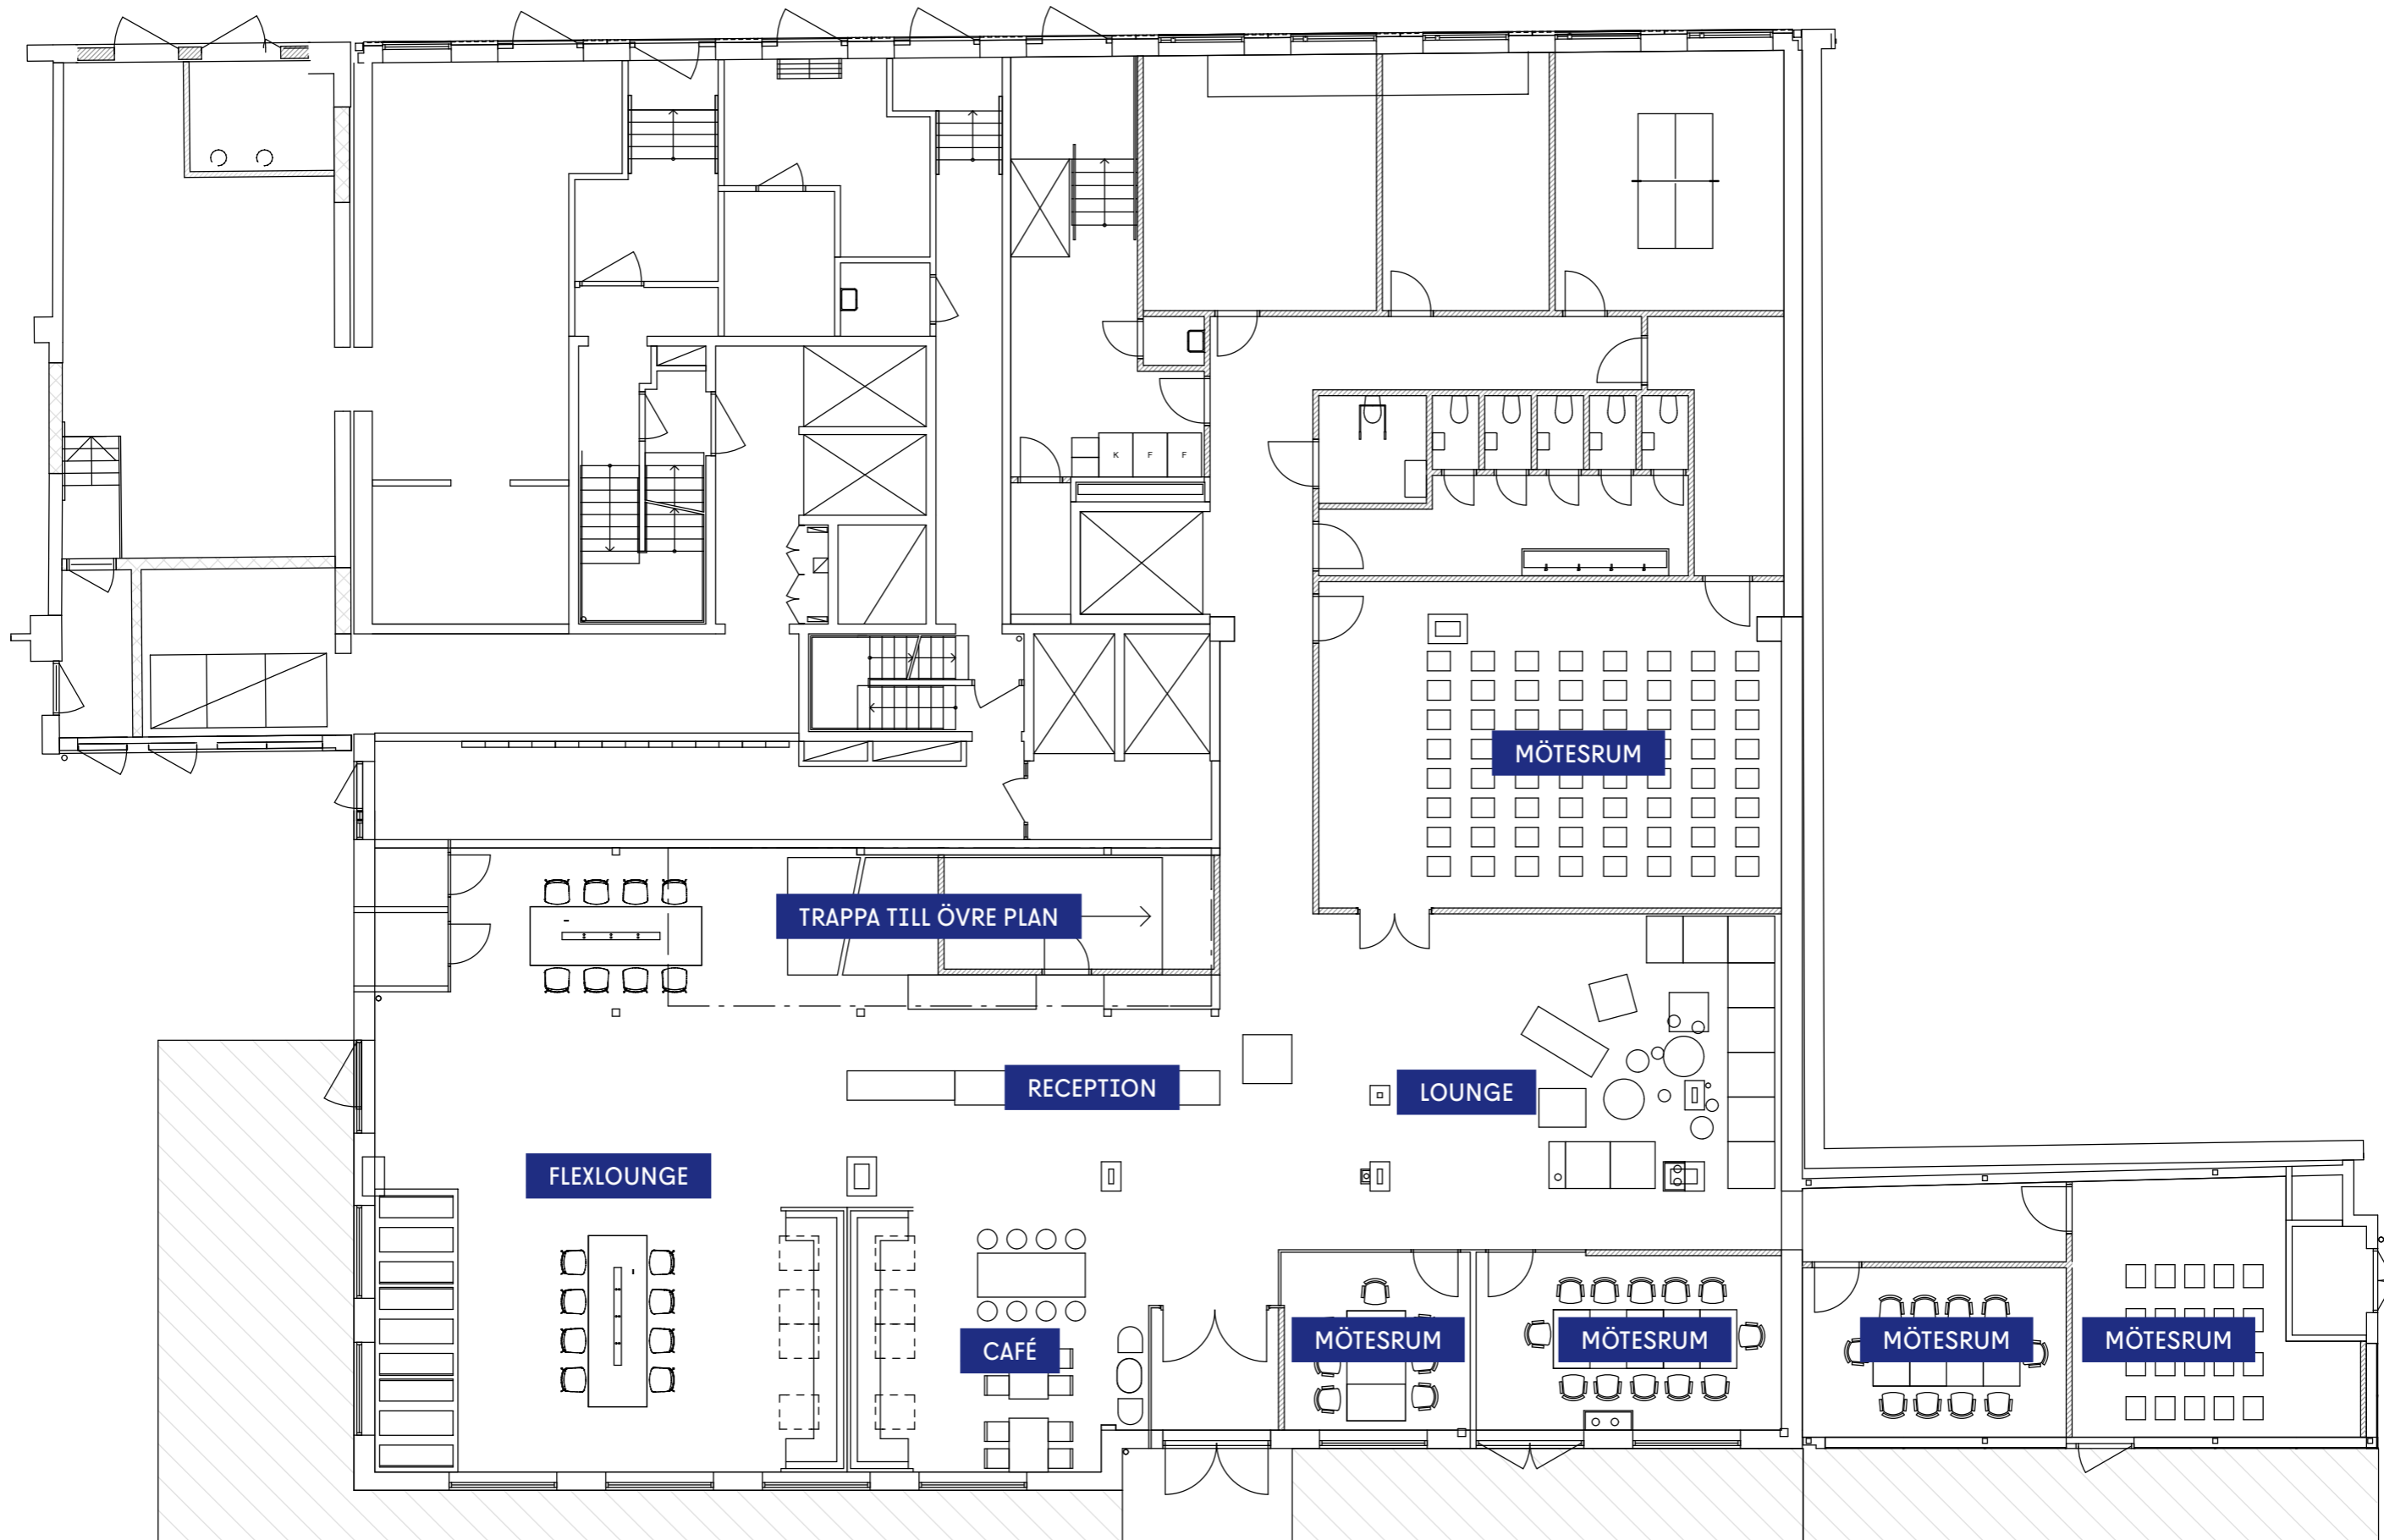 K F F
MÖTESRUM
TRAPPA TILL ÖVRE PLAN
RECEPTION
LOUNGE
FLEXLOUNGE
CAFÉ
MÖTESRUM
MÖTESRUM
MÖTESRUM
MÖTESRUM